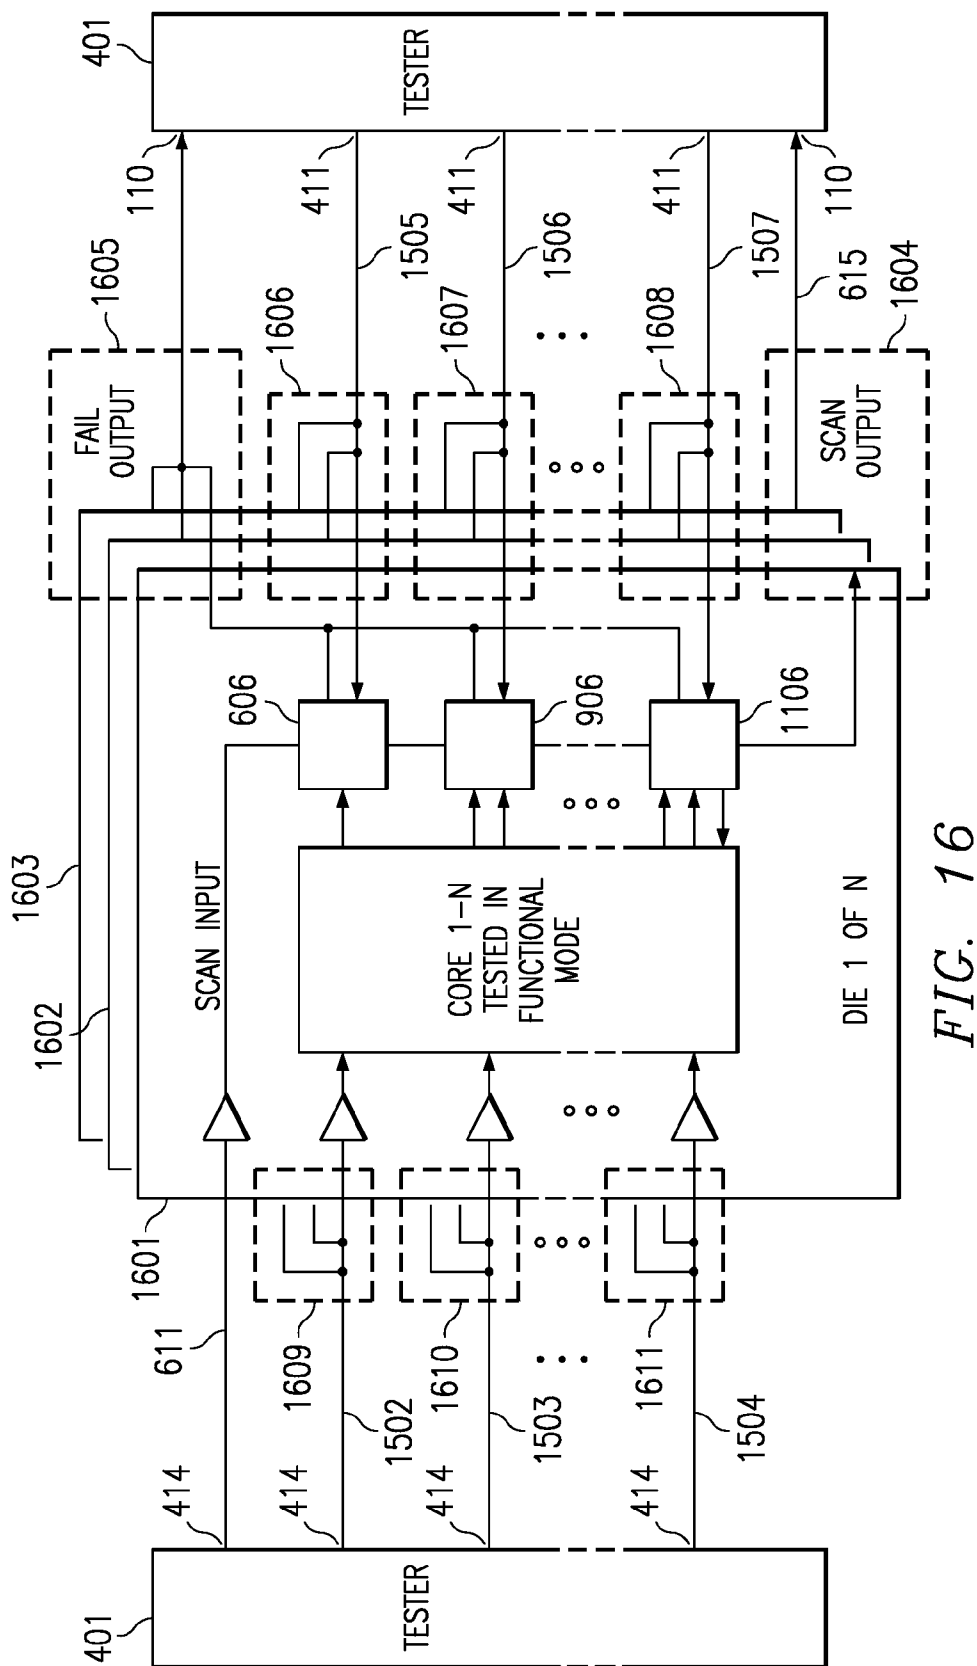 401
TESTER
414
611
414
1502
414
1503
414
1504
1609
1610
1611
1601
1602
1603
SCAN INPUT
CORE 1-N
TESTED IN
FUNCTIONAL
MODE
DIE 1 OF N
606
906
1106
FAIL
OUTPUT
1605
1606
1607
1608
SCAN
OUTPUT
1604
110
411
1505
411
1506
411
1507
615
110
401
TESTER
FIG. 16